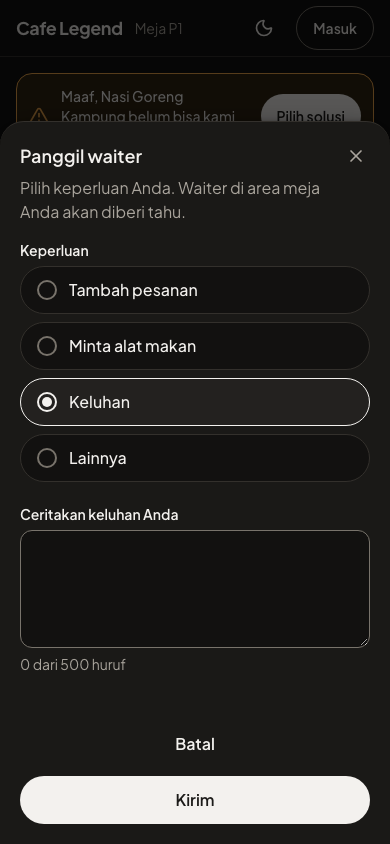 Cafe Legend
Meja P1
Masuk
Maaf, Nasi Goreng
Kampung belum bisa kami
Pilih solusi
Panggil waiter
Pilih keperluan Anda. Waiter di area meja
Anda akan diberi tahu.
Keperluan
Tambah pesanan
Minta alat makan
Keluhan
Lainnya
Ceritakan keluhan Anda
0 dari 500 huruf
Batal
Kirim